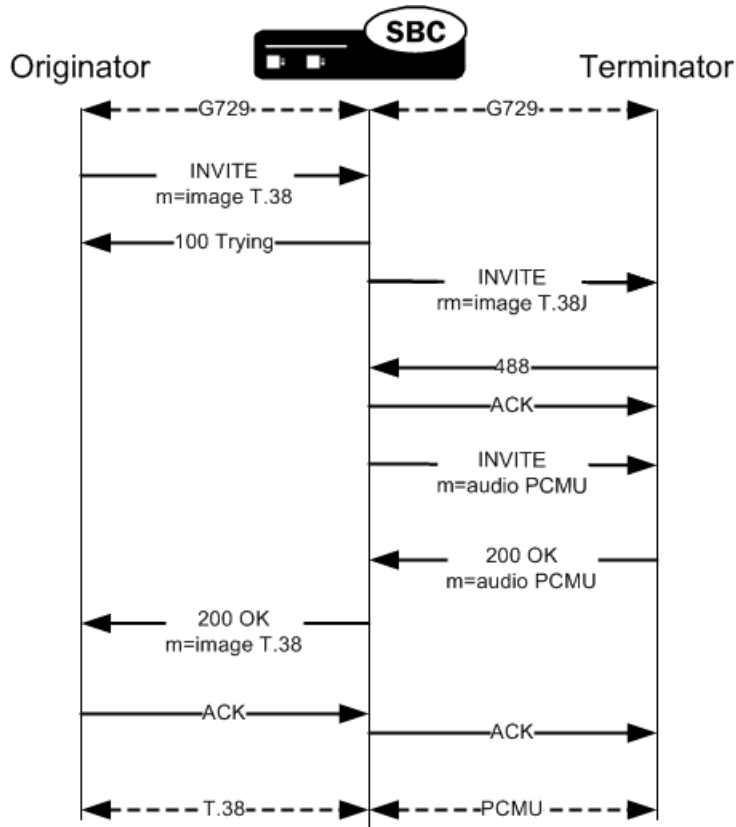 SBC
Originator
Terminator
G729
G729
INVITE
m=image T.38
100 Trying
INVITE
rm=image T.38J
488
ACK
INVITE
m=audio PCMU
200 OK
m=audio PCMU
200 OK
m=image T.38
ACK
ACK
T.38
PCMU